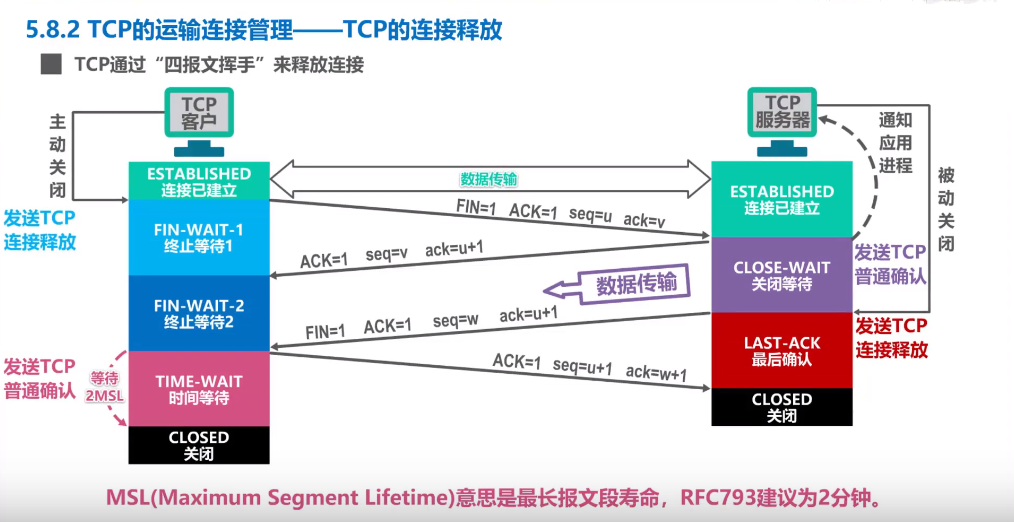 5.8.2 TCP的运输连接管理——TCP的连接释放
TCP通过“四报文挥手”来释放连接
TCP
客户
TCP
服务器
主动关闭
通知
应用
进程
被动关闭
ESTABLISHED
连接已建立
数据传输
ESTABLISHED
连接已建立
FIN=1 ACK=1 seq=u ack=v
发送TCP
连接释放
FIN-WAIT-1
终止等待1
ACK=1 seq=v ack=u+1
CLOSE-WAIT
关闭等待
发送TCP
普通确认
数据传输
FIN-WAIT-2
终止等待2
FIN=1 ACK=1 seq=w ack=u+1
LAST-ACK
最后确认
发送TCP
连接释放
发送TCP
普通确认
等待
2MSL
TIME-WAIT
时间等待
ACK=1 seq=u+1 ack=w+1
CLOSED
关闭
CLOSED
关闭
MSL(Maximum Segment Lifetime)意思是最长报文段寿命，RFC793建议为2分钟。